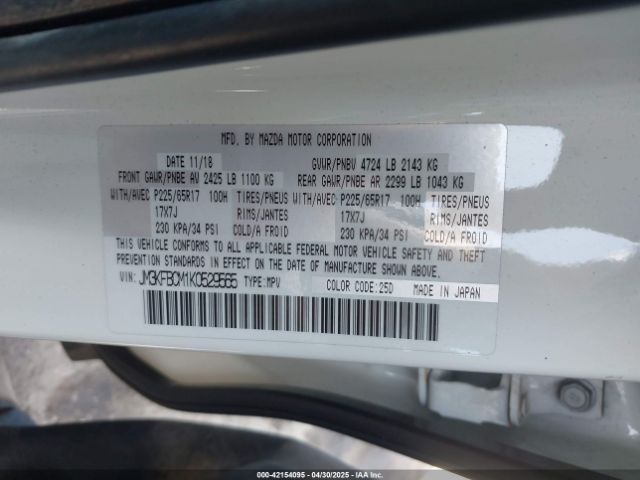 MFD. BY MAZDA MOTOR CORPORATION
DATE 11/18 GVWR/PNBV 4724 LB 2143 KG
FRONT GAWR/PNBE AV 2425 LB 1100 KG REAR GAWR/PNBE AR 2299 LB 1043 KG
WITH/AVEC P225/65R17 100H TIRES/PNEUS WITH/AVEC P225/65R17 100H TIRES/PNEUS
17X7J RIMS/JANTES 17X7J RIMS/JANTES
230 KPA/34 PSI COLD/A FROID 230 KPA/34 PSI COLD/A FROID
THIS VEHICLE CONFORMS TO ALL APPLICABLE FEDERAL MOTOR VEHICLE SAFETY AND THEFT
PREVENTION STANDARDS IN EFFECT ON THE DATE OF MANUFACTURE SHOWN ABOVE.
VIN: JM3KFBCM1K0529565 TYPE:MPV COLOR CODE:25D MADE IN JAPAN
000-42154095 04/30/2025 - IAAI.COM